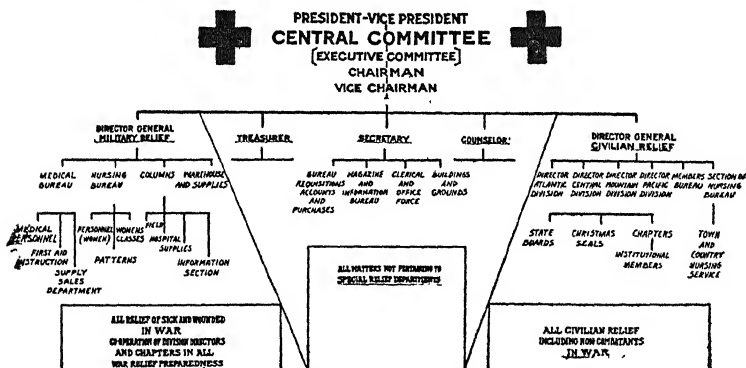 PRESIDENT-VICE PRESIDENT
CENTRAL COMMITTEE
[EXECUTIVE COMMITTEE]
CHAIRMAN
VICE CHAIRMAN
DIRECTOR GENERAL
MILITARY RELIEF
TREASURER
SECRETARY
COUNSELOR
DIRECTOR GENERAL
CIVILIAN RELIEF
MEDICAL
BUREAU
NURSING
BUREAU
COLUMNS
WAREHOUSE
AND SUPPLIES
BUREAU
REQUISITIONS
ACCOUNTS
AND
PURCHASES
MAGAZINE
AND
INFORMATION
BUREAU
CLERICAL
AND
OFFICE
FORCE
BUILDINGS
AND
GROUNDS
DIRECTOR
ATLANTIC
DIVISION
DIRECTOR
CENTRAL
DIVISION
DIRECTOR
MOUNTAIN
DIVISION
DIRECTOR
PACIFIC
DIVISION
MEMBERS
BUREAU
SECTION OF
NURSING
BUREAU
MEDICAL
PERSONNEL
FIRST AID
INSTRUCTION
SUPPLY
SALES
DEPARTMENT
PERSONNEL
(WOMEN)
PATTERNS
WOMENS
CLASSES
FIELD
HOSPITAL
SUPPLIES
INFORMATION
SECTION
STATE
BOARDS
CHRISTMAS
SEALS
CHAPTERS
INSTITUTIONAL
MEMBERS
TOWN
AND
COUNTRY
NURSING
SERVICE
ALL MATTERS NOT PERTAINING TO
SPECIAL RELIEF DEPARTMENTS
ALL RELIEF OF SICK AND WOUNDED
IN WAR
CO-OPERATION OF DIVISION DIRECTORS
AND CHAPTERS IN ALL
WAR RELIEF PREPAREDNESS
ALL CIVILIAN RELIEF
INCLUDING NON COMBATANTS
IN WAR